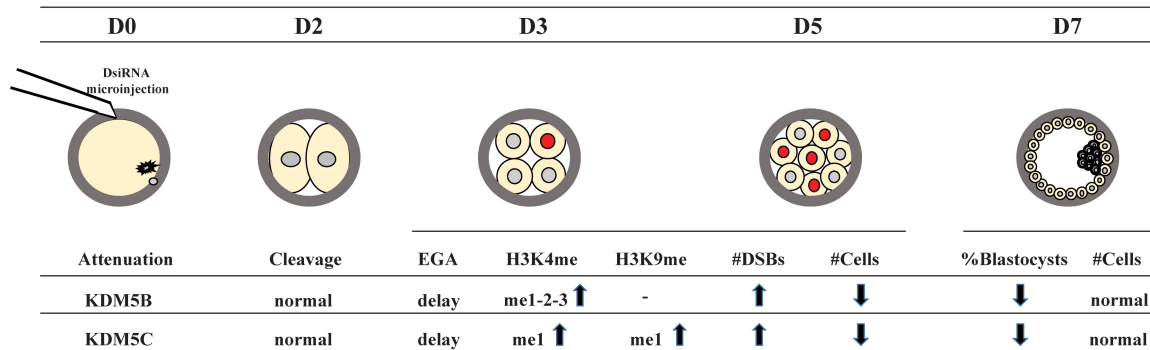 D0 D2 D3 D5 D7
DsiRNA
microinjection
Attenuation Cleavage EGA H3K4me H3K9me #DSBs #Cells %Blastocysts #Cells
KDM5B normal delay me1-2-3 - normal
KDM5C normal delay me1 me1 normal